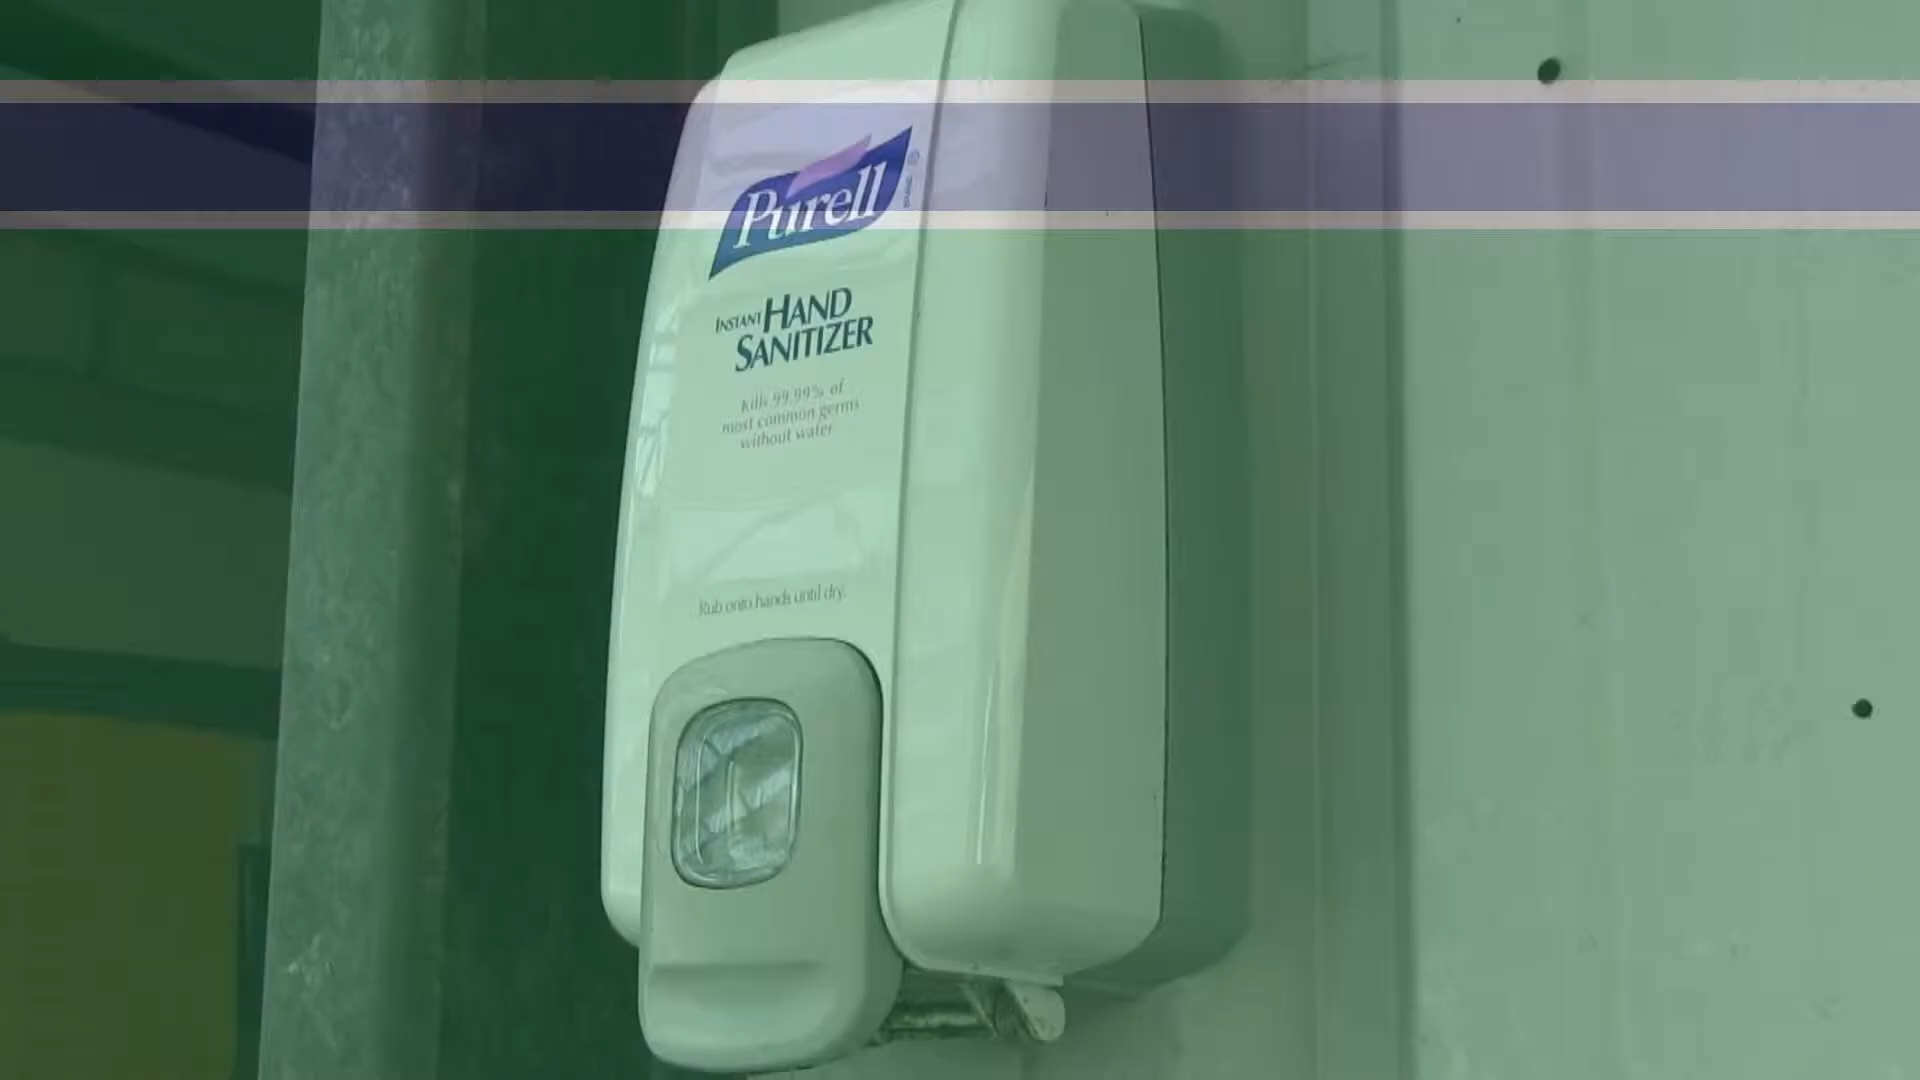 Purell
INSTANT HAND
SANITIZER
Kills 99.99% of
most common germs
without water
Rub onto hands until dry.